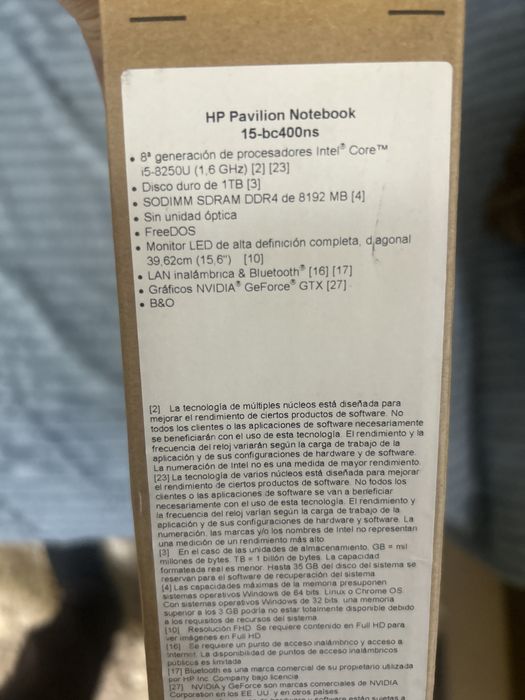 HP Pavilion Notebook
15-bc400ns
• 8ª generación de procesadores Intel® Core™
i5-8250U (1,6 GHz) [2] [23]
• Disco duro de 1TB [3]
• SODIMM SDRAM DDR4 de 8192 MB [4]
• Sin unidad óptica
• FreeDOS
• Monitor LED de alta definición completa, diagonal
39,62cm (15,6") [10]
• LAN inalámbrica & Bluetooth® [16] [17]
• Gráficos NVIDIA® GeForce® GTX [27]
• B&O
[2] La tecnología de múltiples núcleos está diseñada para
mejorar el rendimiento de ciertos productos de software. No
todos los clientes o las aplicaciones de software necesariamente
se beneficiarán con el uso de esta tecnología. El rendimiento y la
frecuencia del reloj variarán según la carga de trabajo de la
aplicación y de sus configuraciones de hardware y de software.
La numeración de Intel no es una medida de mayor rendimiento.
[23] La tecnología de varios núcleos está diseñada para mejorar
el rendimiento de ciertos productos de software. No todos los
clientes o las aplicaciones de software se van a beneficiar
necesariamente con el uso de esta tecnología. El rendimiento y
la frecuencia del reloj varían según la carga de trabajo de la
aplicación y de sus configuraciones de hardware y software. La
numeración, las marcas y/o los nombres de Intel no representan
una medición de un rendimiento más alto.
[3] En el caso de las unidades de almacenamiento, GB = mil
millones de bytes. TB = 1 billón de bytes. La capacidad
formateada real es menor. Hasta 35 GB del disco del sistema se
reservan para el software de recuperación del sistema
[4] Las capacidades máximas de la memoria presuponen
sistemas operativos Windows de 64 bits, Linux o Chrome OS.
Con sistemas operativos Windows de 32 bits, una memoria
superior a los 3 GB podría no estar totalmente disponible debido
a los requisitos de recursos del sistema.
[10] Resolución FHD. Se requiere contenido en Full HD para
ver imágenes en Full HD
[16] Se requiere un punto de acceso inalámbrico y acceso a
Internet. La disponibilidad de puntos de acceso inalámbricos
públicos es limitada
[17] Bluetooth es una marca comercial de su propietario utilizada
por HP Inc. Company bajo licencia
[27] NVIDIA y GeForce son marcas comerciales de NVIDIA
Corporation en los EE. UU. y en otros países.